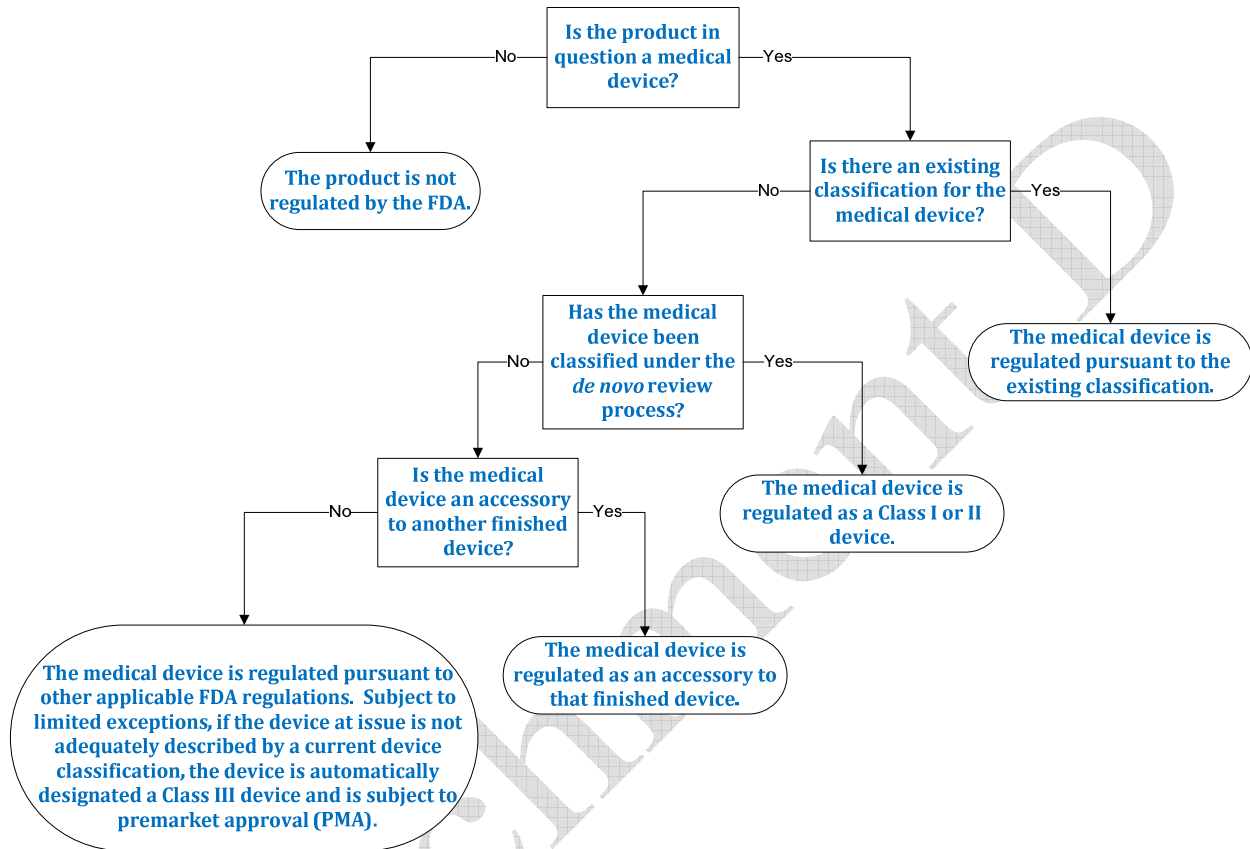 Is the product in
question a medical
device?
No
Yes
The product is not
regulated by the FDA.
Is there an existing
classification for the
medical device?
No
Yes
Has the medical
device been
classified under the
de novo review
process?
No
Yes
The medical device is
regulated pursuant to the
existing classification.
Is the medical
device an accessory
to another finished
device?
No
Yes
The medical device is
regulated as a Class I or II
device.
The medical device is regulated pursuant to
other applicable FDA regulations.  Subject to
limited exceptions, if the device at issue is not
adequately described by a current device
classification, the device is automatically
designated a Class III device and is subject to
premarket approval (PMA).
The medical device is
regulated as an accessory to
that finished device.
chment D